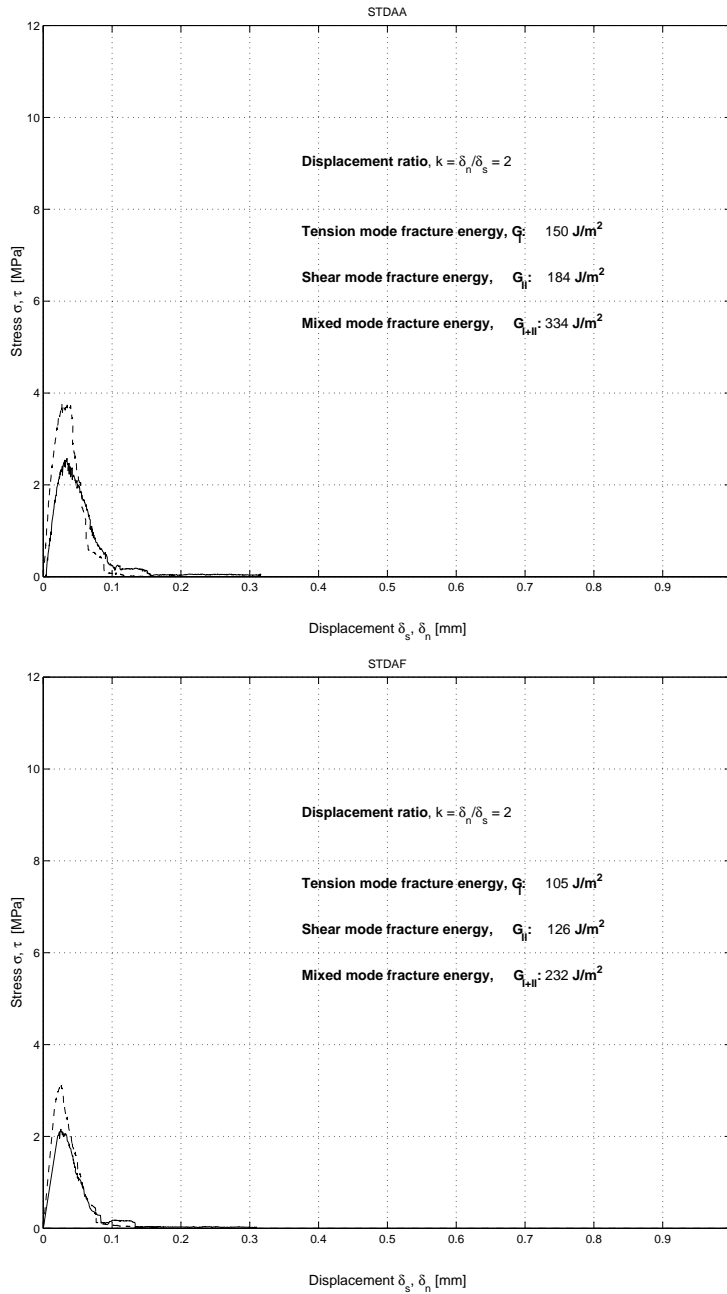 STDAA
12
Displacement ratio, k = δn/δs = 2
Tension mode fracture energy, GI: 150 J/m2
Shear mode fracture energy, GII: 184 J/m2
Mixed mode fracture energy, GI+II: 334 J/m2
10
8
6
4
2
0
Stress σ, τ [MPa]
0 0.1 0.2 0.3 0.4 0.5 0.6 0.7 0.8 0.9
Displacement δs, δn [mm]
STDAF
12
Displacement ratio, k = δn/δs = 2
Tension mode fracture energy, GI: 105 J/m2
Shear mode fracture energy, GII: 126 J/m2
Mixed mode fracture energy, GI+II: 232 J/m2
10
8
6
4
2
0
Stress σ, τ [MPa]
0 0.1 0.2 0.3 0.4 0.5 0.6 0.7 0.8 0.9
Displacement δs, δn [mm]